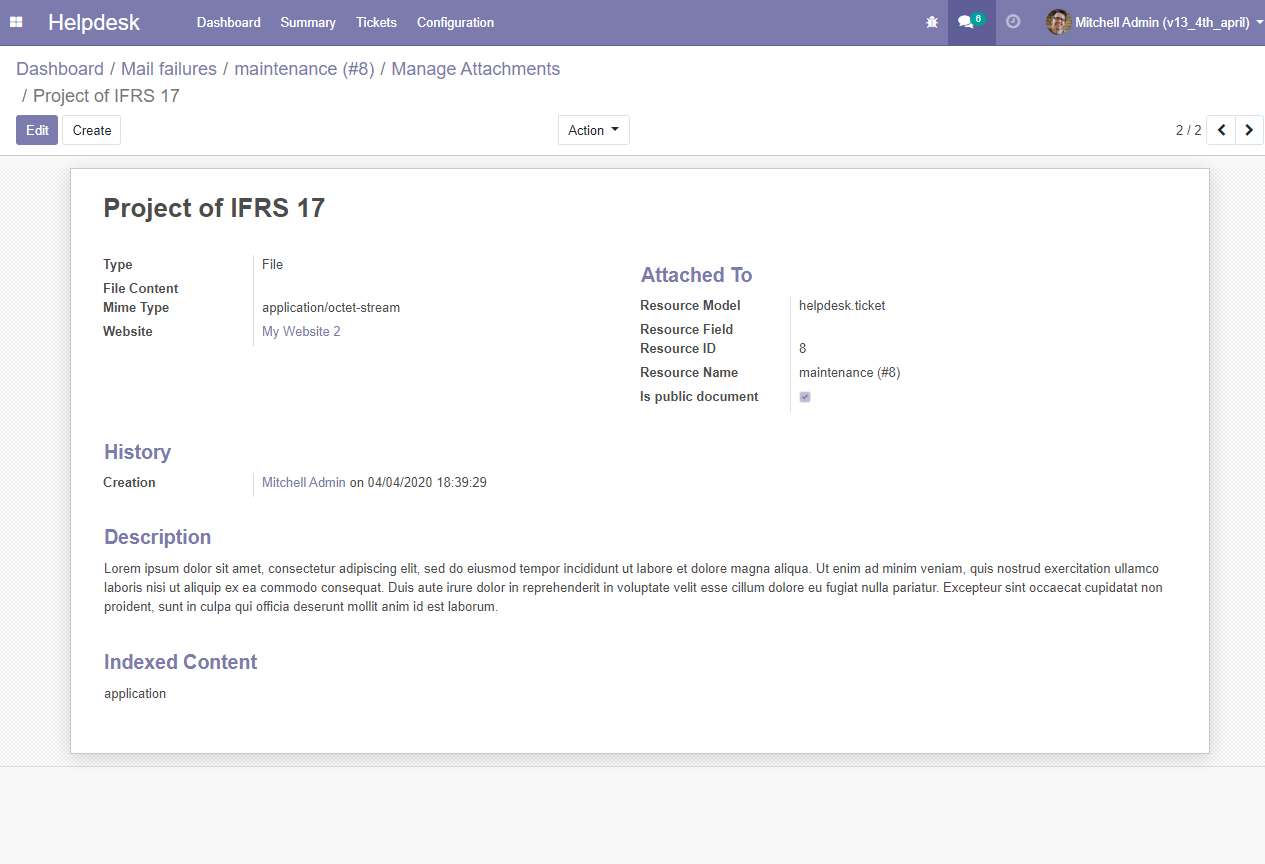 Helpdesk Dashboard Summary Tickets Configuration 6 Mitchell Admin (v13_4th_april)
Dashboard / Mail failures / maintenance (#8) / Manage Attachments
/ Project of IFRS 17
Edit Create Action 2 / 2
Project of IFRS 17
Type File
File Content
Mime Type application/octet-stream
Website My Website 2
Attached To
Resource Model helpdesk.ticket
Resource Field
Resource ID 8
Resource Name maintenance (#8)
Is public document
History
Creation Mitchell Admin on 04/04/2020 18:39:29
Description
Lorem ipsum dolor sit amet, consectetur adipiscing elit, sed do eiusmod tempor incididunt ut labore et dolore magna aliqua. Ut enim ad minim veniam, quis nostrud exercitation ullamco
laboris nisi ut aliquip ex ea commodo consequat. Duis aute irure dolor in reprehenderit in voluptate velit esse cillum dolore eu fugiat nulla pariatur. Excepteur sint occaecat cupidatat non
proident, sunt in culpa qui officia deserunt mollit anim id est laborum.
Indexed Content
application